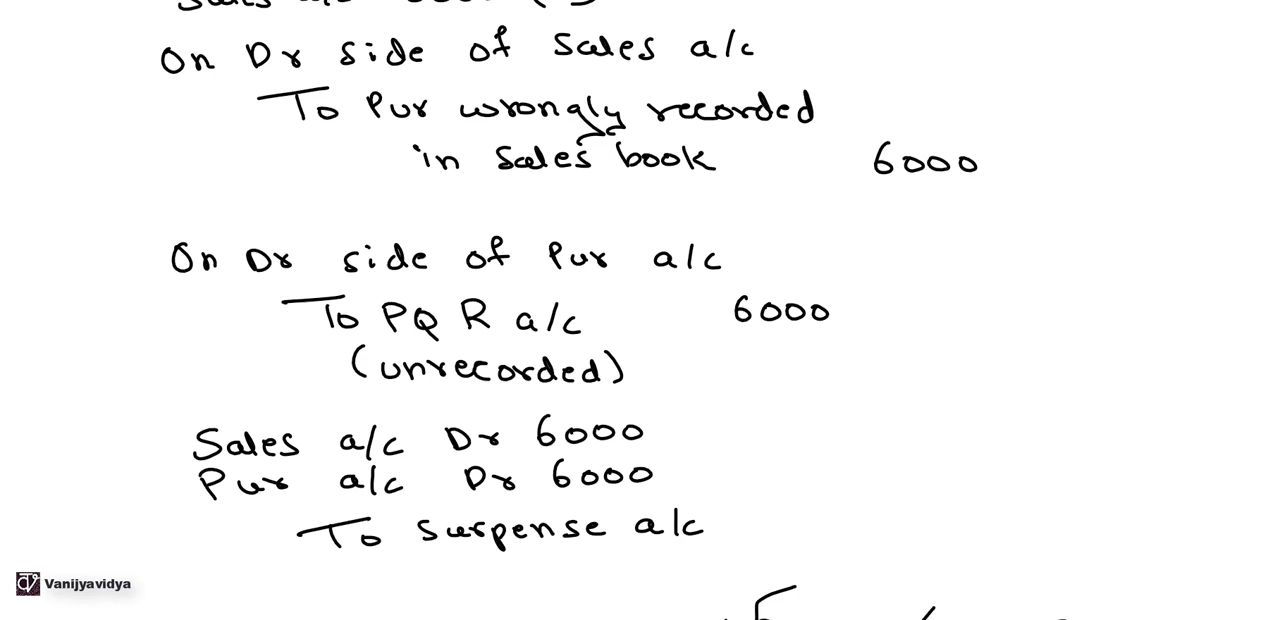 On Dr side of Sales a/c
To Pur wrongly recorded
in Sales book 6000
On Dr side of Pur a/c
To PQR a/c 6000
(unrecorded)
Sales a/c Dr 6000
Pur a/c Dr 6000
To suspense a/c
Vanijyavidya